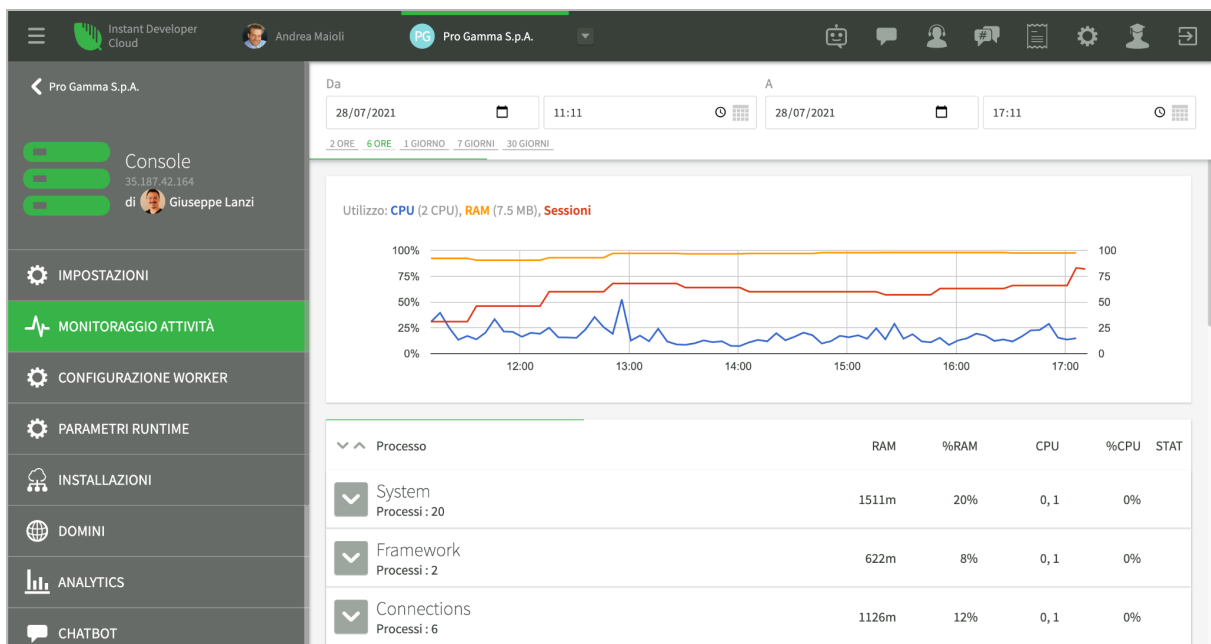 Instant Developer
Cloud
Andrea Maioli
PG Pro Gamma S.p.A.
Pro Gamma S.p.A.
Console
35.187.42.164
di Giuseppe Lanzi
IMPOSTAZIONI
MONITORAGGIO ATTIVITÀ
CONFIGURAZIONE WORKER
PARAMETRI RUNTIME
INSTALLAZIONI
DOMINI
ANALYTICS
CHATBOT
Da A
28/07/2021 11:11 28/07/2021 17:11
2 ORE 6 ORE 1 GIORNO 7 GIORNI 30 GIORNI
Utilizzo: CPU (2 CPU), RAM (7.5 MB), Sessioni
100% 100
75% 75
50% 50
25% 25
0% 0
12:00 13:00 14:00 15:00 16:00 17:00
Processo RAM %RAM CPU %CPU STAT
System
Processi : 20
1511m 20% 0, 1 0%
Framework
Processi : 2
622m 8% 0, 1 0%
Connections
Processi : 6
1126m 12% 0, 1 0%